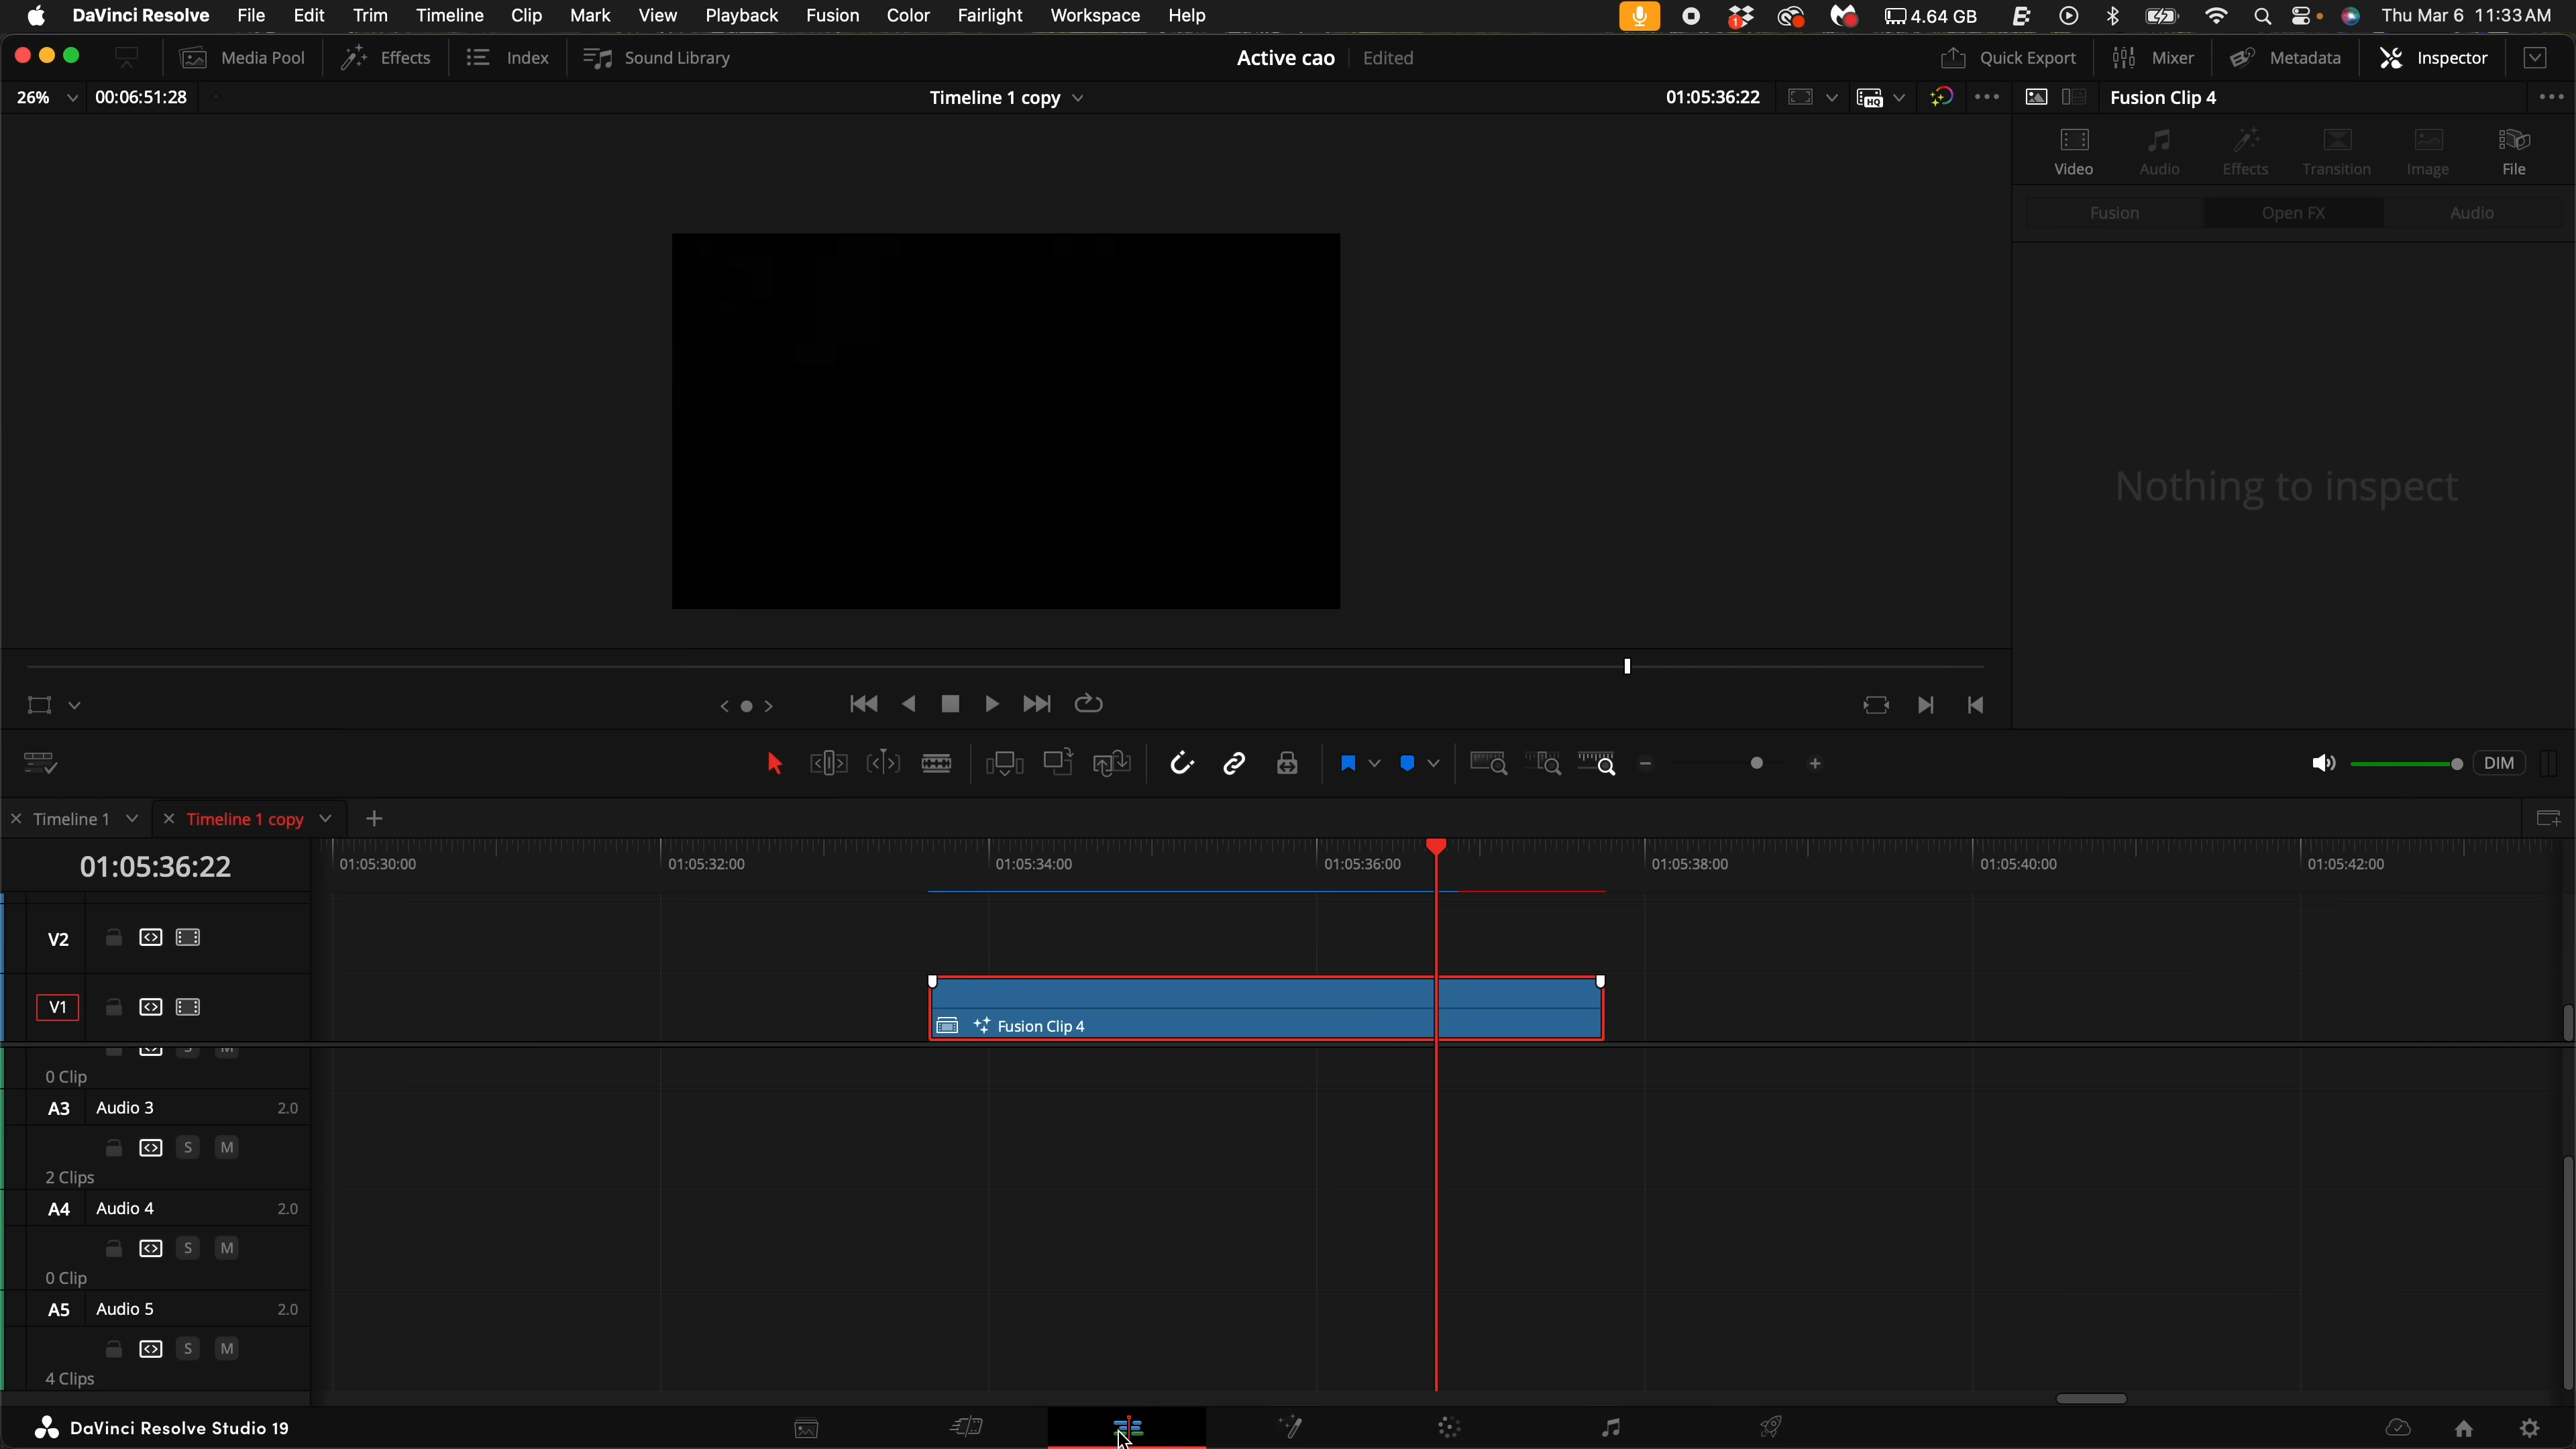 DaVinci Resolve File Edit Trim Timeline Clip Mark View Playback Fusion Color Fairlight Workspace Help 1 4.64 GB Thu Mar 6 11:33 AM
Media Pool Effects Index Sound Library Active cao Edited Quick Export Mixer Metadata Inspector
26% 00:06:51:28 Timeline 1 copy 01:05:36:22 HQ Fusion Clip 4
Video Audio Effects Transition Image File
Fusion Open FX Audio
Nothing to inspect
DIM
Timeline 1 Timeline 1 copy
01:05:36:22 01:05:30:00 01:05:32:00 01:05:34:00 01:05:36:00 01:05:38:00 01:05:40:00 01:05:42:00
V2
V1
Fusion Clip 4
S M
0 Clip
A3 Audio 3 2.0
S M
2 Clips
A4 Audio 4 2.0
S M
0 Clip
A5 Audio 5 2.0
S M
4 Clips
DaVinci Resolve Studio 19